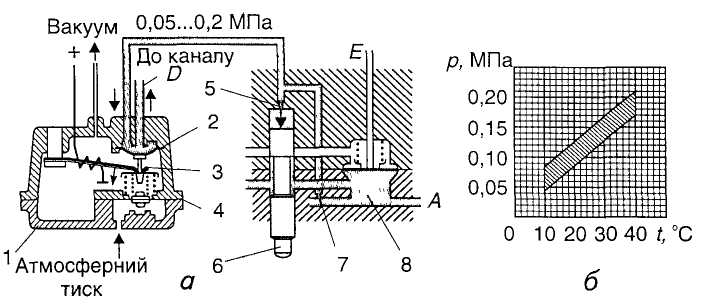 Вакуум
0,05...0,2 МПа
+
До каналу
D
E
5
2
3
4
1
Атмосферний
тиск
а
6
7
8
A
p, МПа
0,20
0,15
0,10
0,05
0
10
20
30
40
t, °C
б